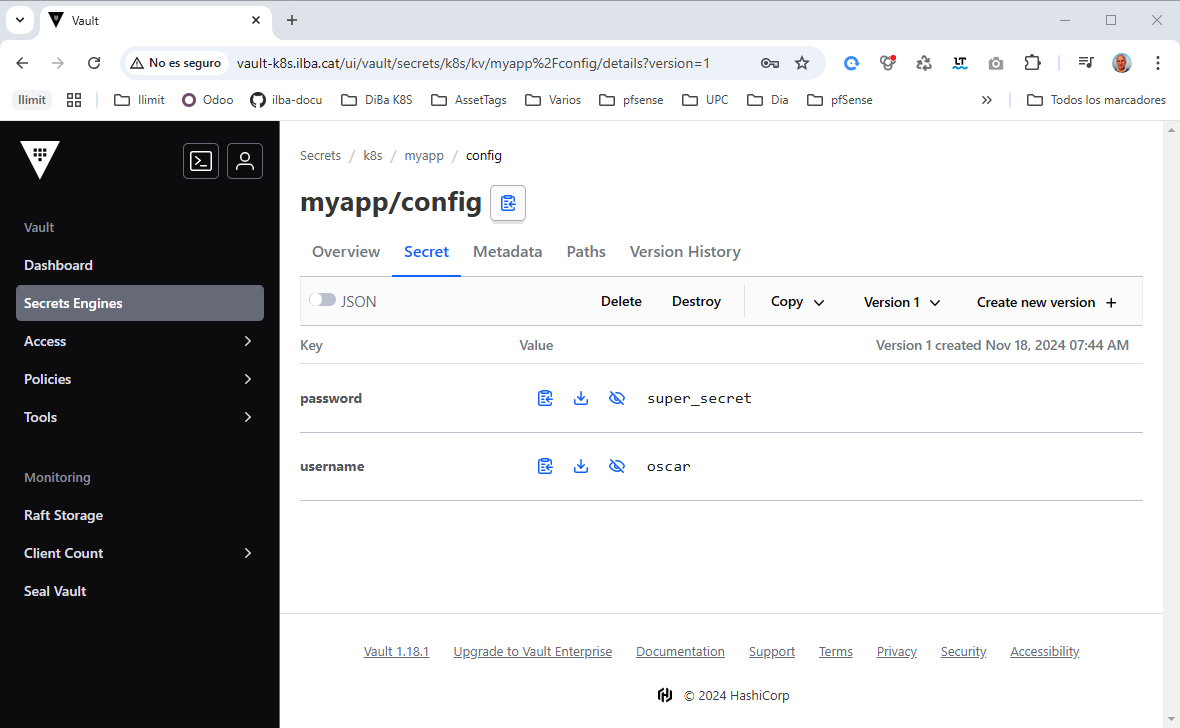 Vault
No es seguro vault-k8s.ilba.cat/ui/vault/secrets/k8s/kv/myapp%2Fconfig/details?version=1
llimit llimit Odoo ilba-docu DiBa K8S AssetTags Varios pfsense UPC Dia pfSense Todos los marcadores
Vault
Dashboard
Secrets Engines
Access
Policies
Tools
Monitoring
Raft Storage
Client Count
Seal Vault
Secrets / k8s / myapp / config
myapp/config
Overview Secret Metadata Paths Version History
JSON Delete Destroy Copy Version 1 Create new version +
Key Value Version 1 created Nov 18, 2024 07:44 AM
password super_secret
username oscar
Vault 1.18.1 Upgrade to Vault Enterprise Documentation Support Terms Privacy Security Accessibility
© 2024 HashiCorp